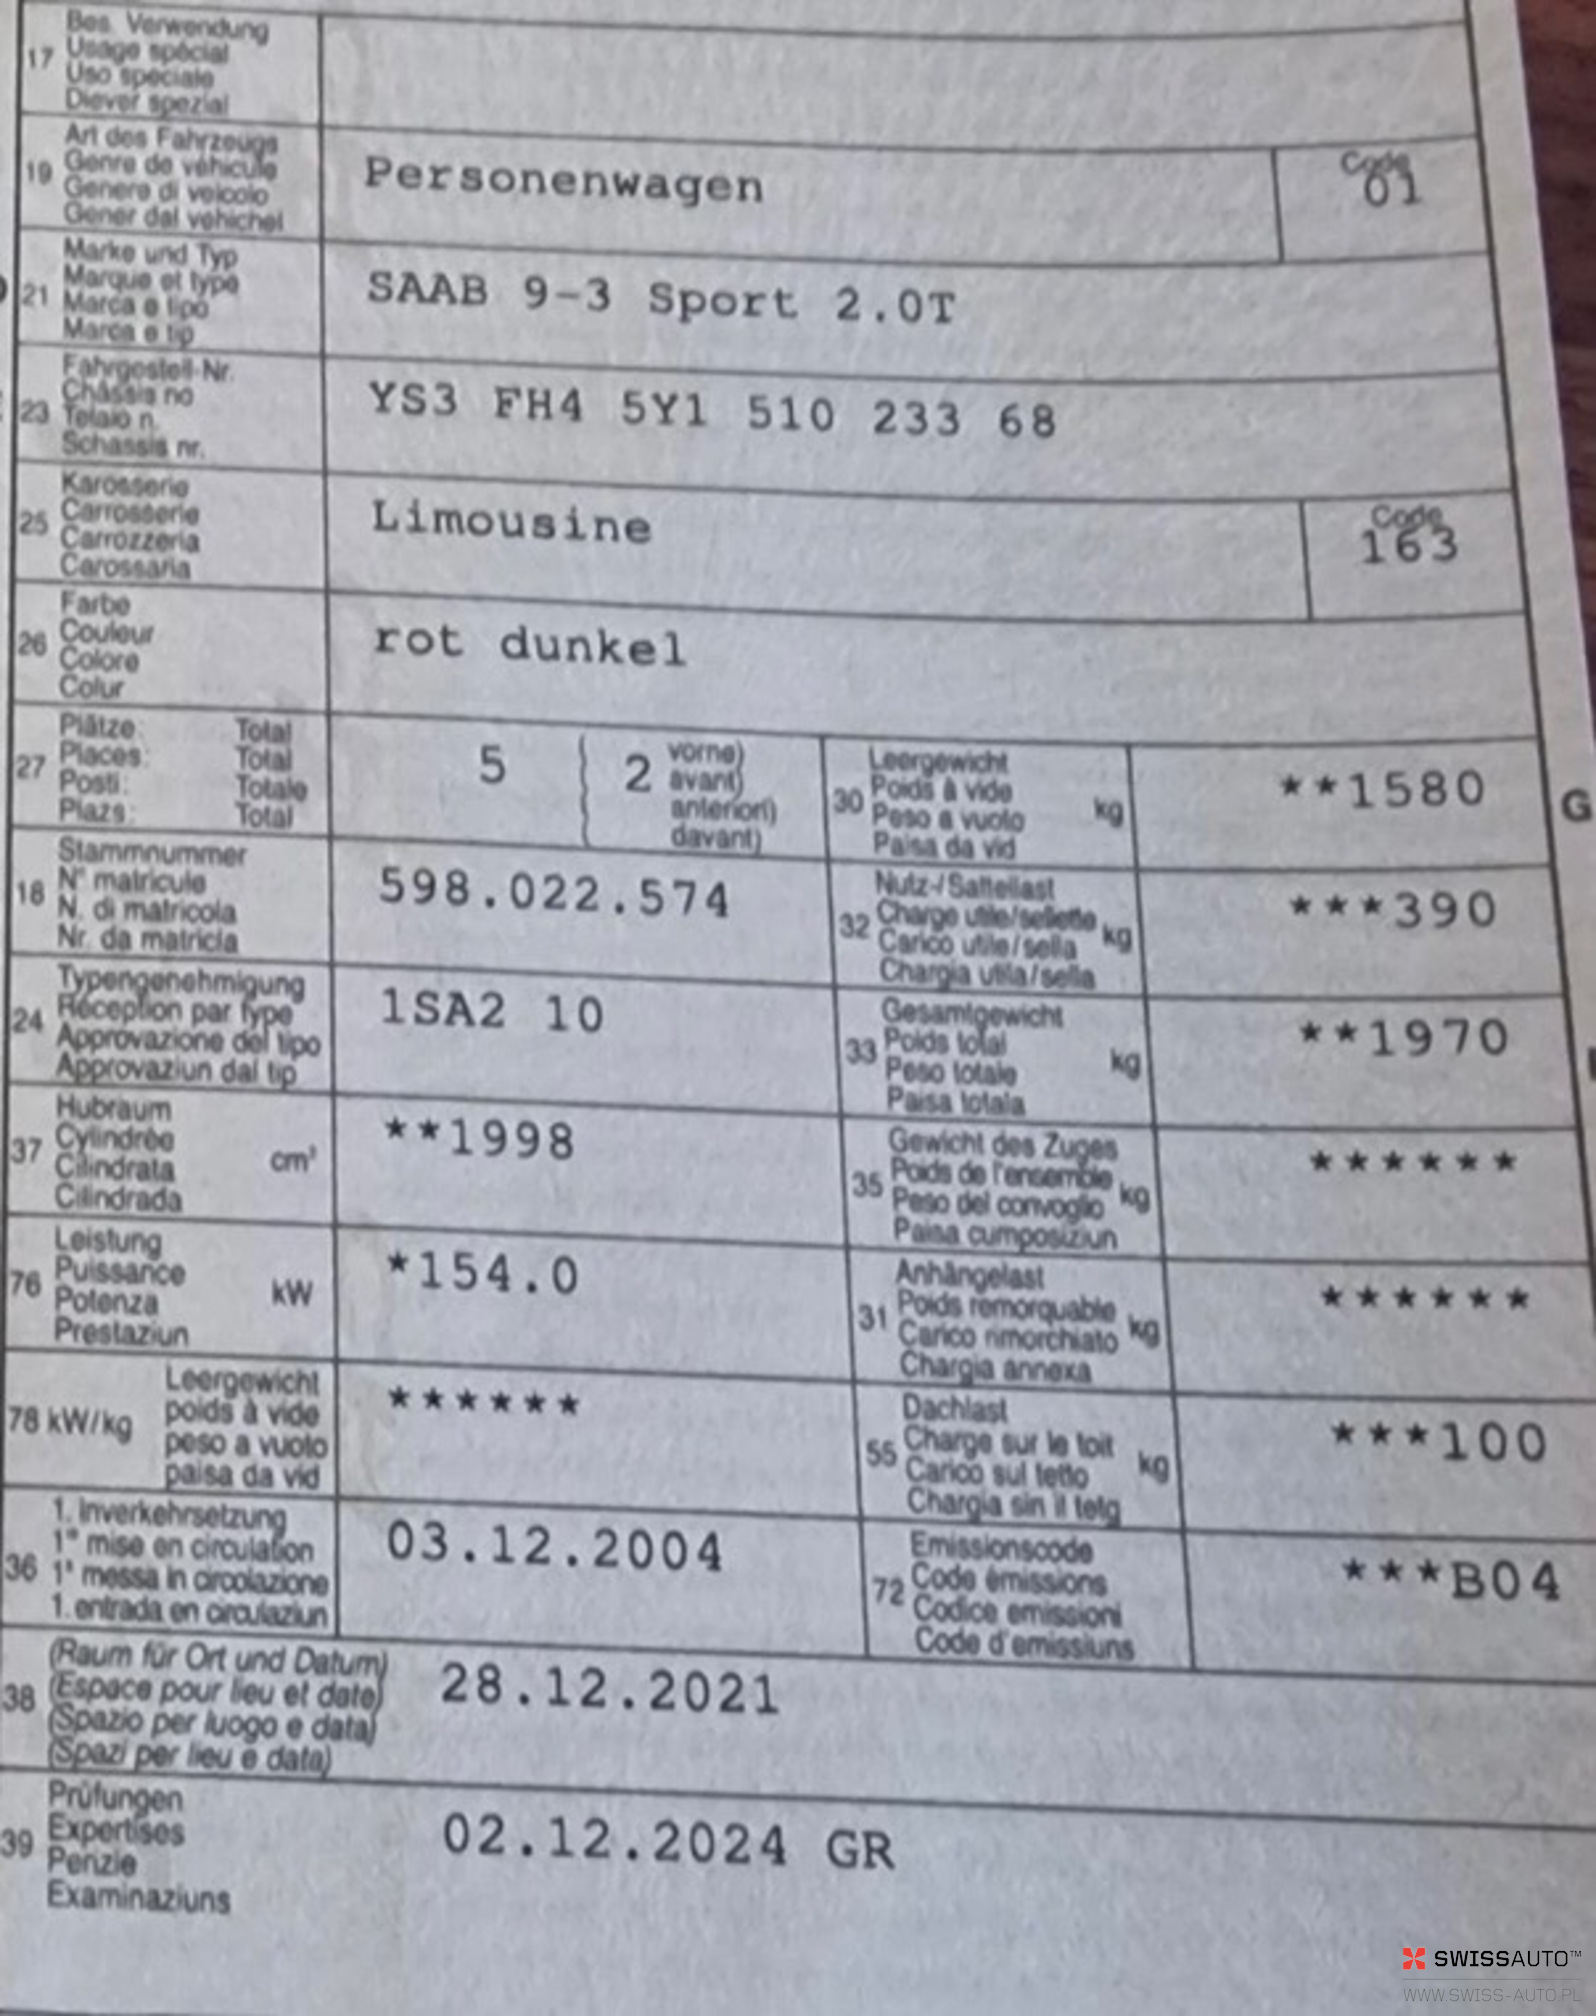 Bes. Verwendung
17 Usage spécial
Uso speciale
Diever spezial
Art des Fahrzeugs
19 Genre de véhicule
Genere di veicolo
Gener dal vehichel
Personenwagen
Code
01
Marke und Typ
21 Marque et type
Marca e tipo
Marca e tip
SAAB 9-3 Sport 2.0T
Fahrgestell-Nr.
23 Châssis no
Telaio n.
Schassis nr.
YS3 FH4 5Y1 510 233 68
Karosserie
25 Carrosserie
Carrozzeria
Carossaria
Limousine
Code
163
Farbe
26 Couleur
Colore
Colur
rot dunkel
Plätze: Total
27 Places: Total
Posti: Totale
Plazs: Total
5 2 vorne)
avant)
anteriori)
davant)
Leergewicht
30 Poids à vide kg
Peso a vuoto
Paisa da vid
**1580
G
Stammnummer
18 N° matricule
N. di matricola
Nr. da matricla
598.022.574
Nutz-/Sattellast
32 Charge utile/sellette kg
Carico utile/sella
Chargia utila/sella
***390
Typengenehmigung
24 Réception par type
Approvazione del tipo
Approvaziun dal tip
1SA2 10
Gesamtgewicht
33 Poids total kg
Peso totale
Paisa totala
**1970
Hubraum
37 Cylindrée cm³
Cilindrata
Cilindrada
**1998
Gewicht des Zuges
35 Poids de l'ensemble kg
Peso del convoglio
Paisa cumposiziun
******
Leistung
76 Puissance kW
Potenza
Prestaziun
*154.0
Anhängelast
31 Poids remorquable kg
Carico rimorchiato
Chargia annexa
******
Leergewicht
78 kW/kg poids à vide
peso a vuoto
paisa da vid
******
Dachlast
55 Charge sur le toit kg
Carico sul tetto
Chargia sin il tetg
***100
1. Inverkehrsetzung
36 1re mise en circulation
1a messa in circolazione
1. entrada en circulaziun
03.12.2004
Emissionscode
72 Code émissions
Codice emissioni
Code d'emissiuns
***B04
(Raum für Ort und Datum)
38 (Espace pour lieu et date)
(Spazio per luogo e data)
(Spazi per lieu e data)
28.12.2021
Prüfungen
39 Expertises
Penzie
Examinaziuns
02.12.2024 GR
SWISSAUTO™
WWW.SWISS-AUTO.PL